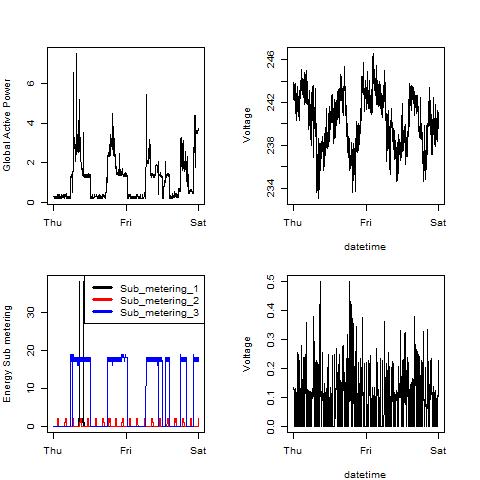 Global Active Power
0 2 4 6
Thu Fri Sat
Voltage
234 238 242 246
Thu Fri Sat
datetime
Energy Sub metering
0 10 20 30
Sub_metering_1
Sub_metering_2
Sub_metering_3
Thu Fri Sat
Voltage
0.0 0.1 0.2 0.3 0.4 0.5
Thu Fri Sat
datetime